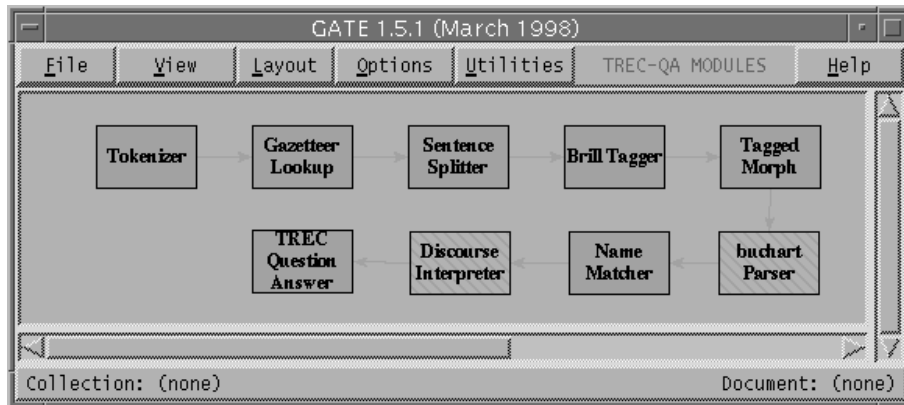 GATE 1.5.1 (March 1998)
File View Layout Options Utilities TREC-QA MODULES Help
Tokenizer
Gazetteer
Lookup
Sentence
Splitter
Brill Tagger
Tagged
Morph
TREC
Question
Answer
Discourse
Interpreter
Name
Matcher
buchart
Parser
Collection: (none) Document: (none)